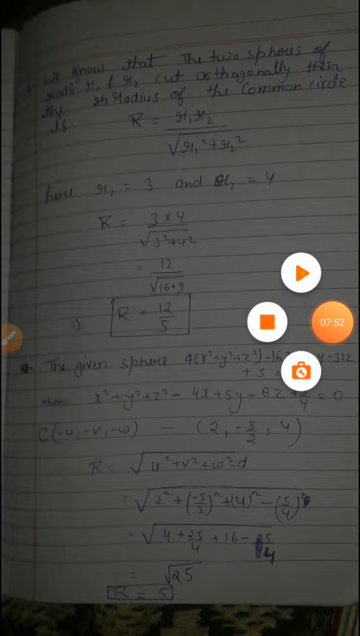 We know that The two spheres of
radii r₁ & r₂ cut orthogonally then
the radius of the Common circle
is
R = r₁r₂ / √(r₁² + r₂²)
here r₁ = 3 and r₂ = 4
R = 3 × 4 / √(3² + 4²)
= 12 / √(16+9)
⇒ R = 12/5
07:52
The given sphere 4(x²+y²+z²) -16
+ 5 =
then x² + y² + z² - 4x + 5y - 8z + 5/4 = 0
C(-u, -v, -w) - (2, -5/2, 4)
R = √(u² + v² + w² - d)
= √(2² + (-5/2)² + (4)² - (5/4))
= √(4 + 25/4 + 16 - 5/4)
= √25
R = 5